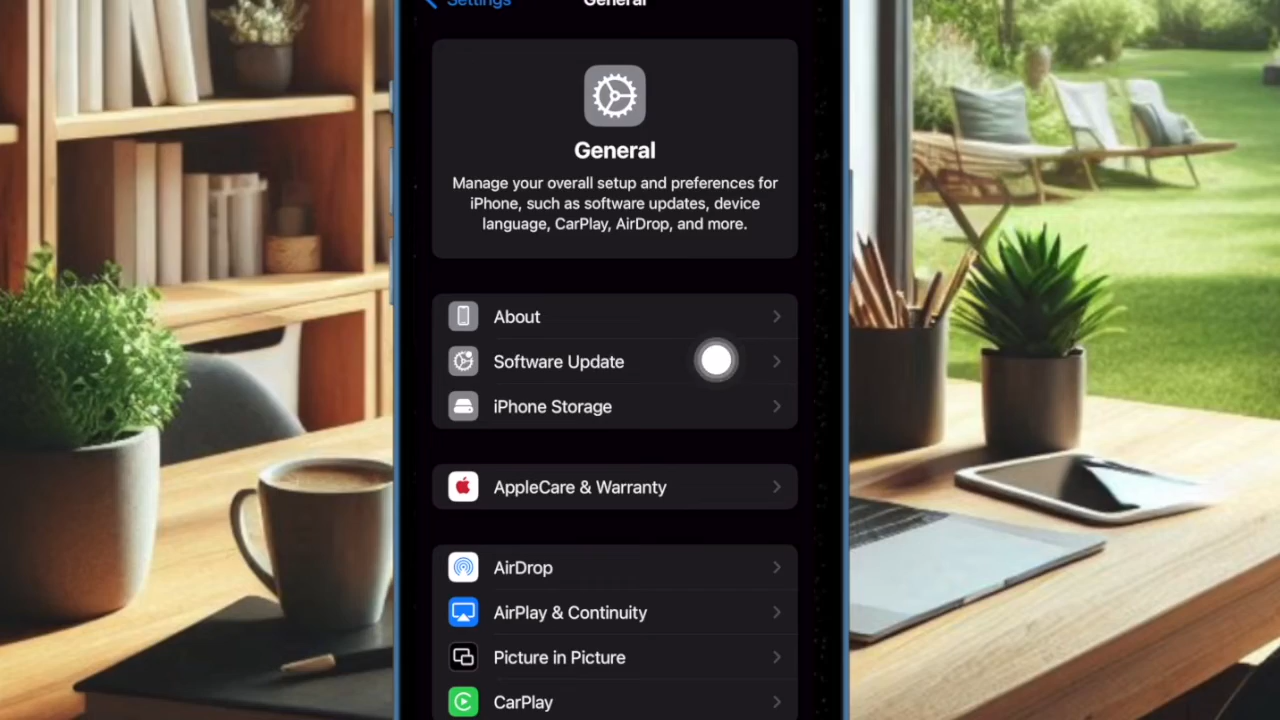 Settings
General
General
Manage your overall setup and preferences for
iPhone, such as software updates, device
language, CarPlay, AirDrop, and more.
About
Software Update
iPhone Storage
AppleCare & Warranty
AirDrop
AirPlay & Continuity
Picture in Picture
CarPlay